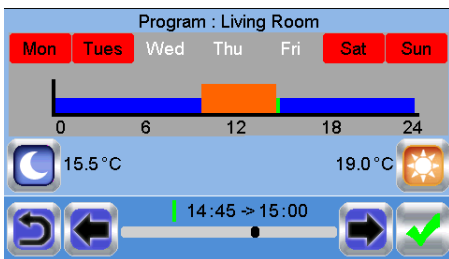 Program : Living Room
Mon Tues Wed Thu Fri Sat Sun
0 6 12 18 24
15.5°C 19.0°C
14:45 -> 15:00